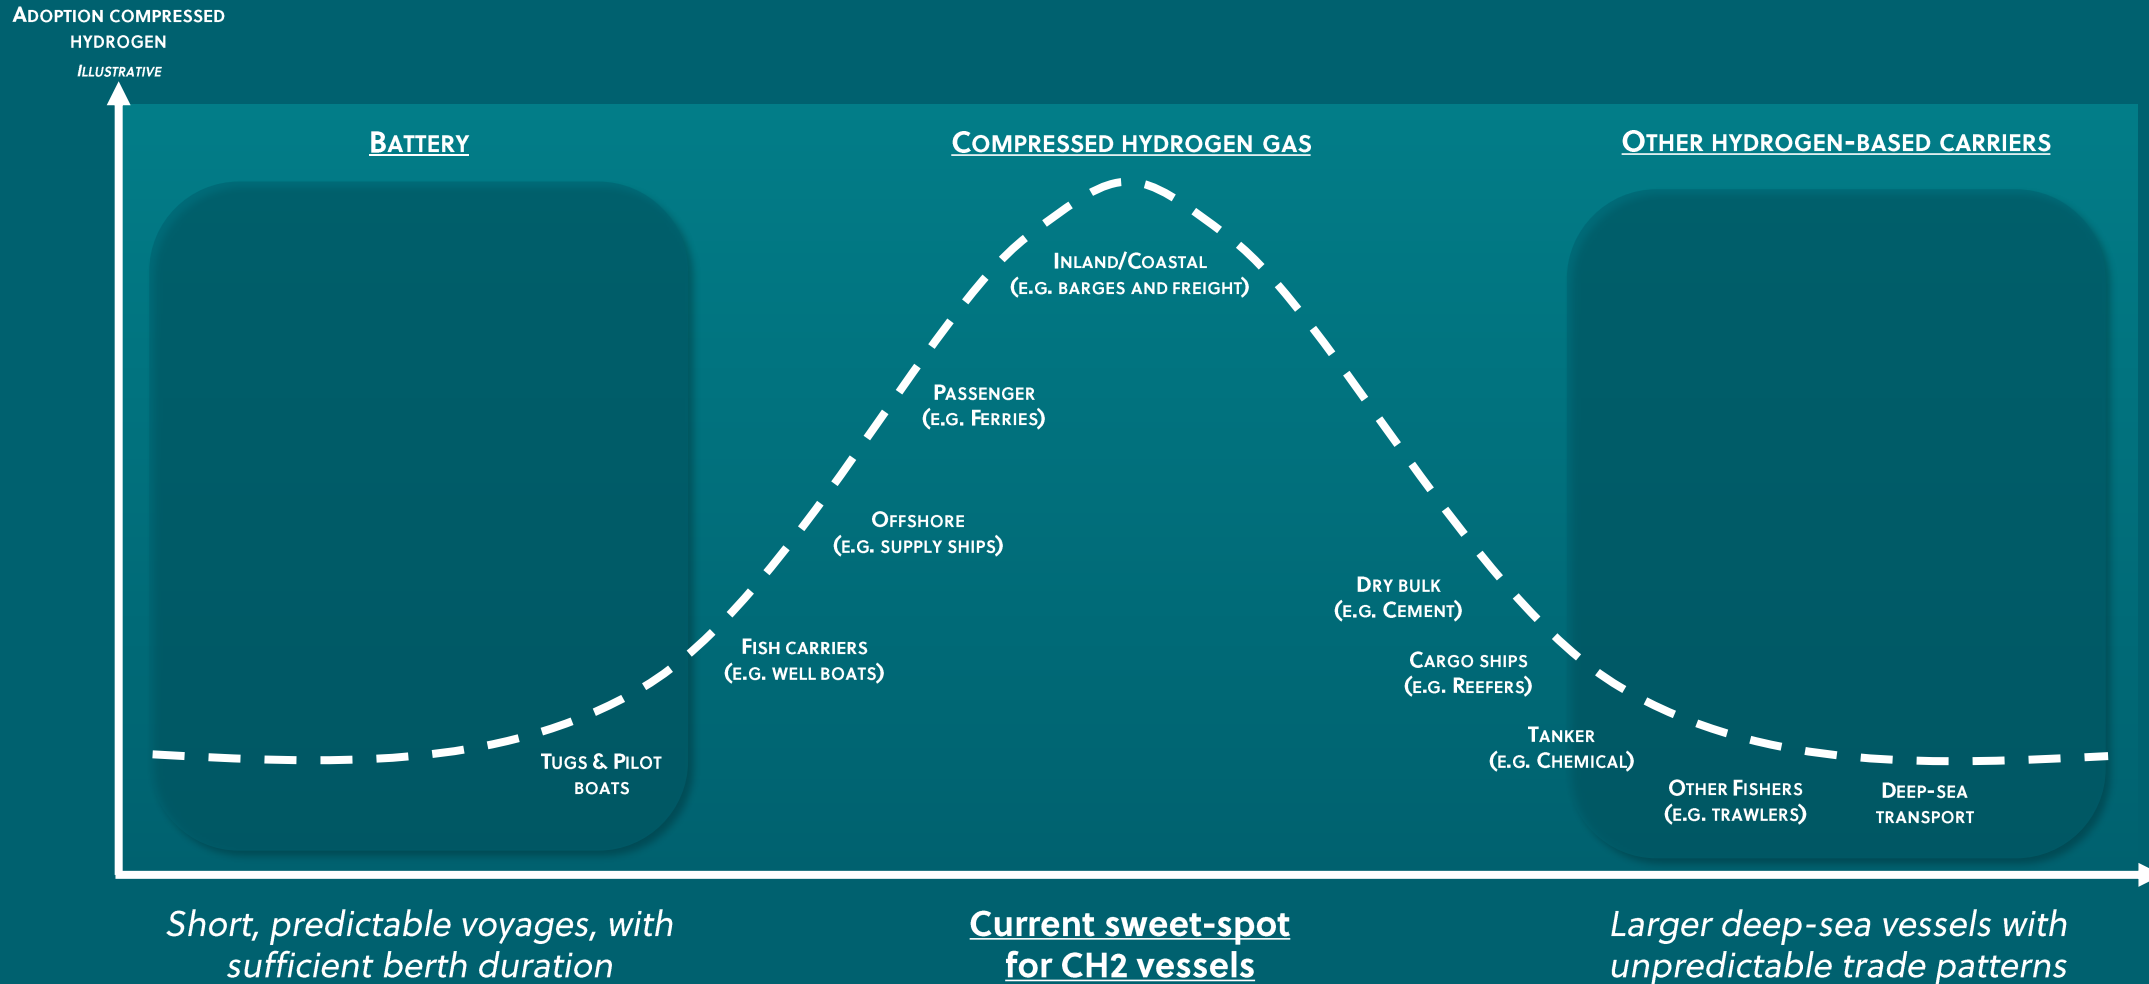 Adoption compressed
hydrogen
Illustrative
Battery
Compressed hydrogen gas
Other hydrogen-based carriers
Inland/Coastal
(e.g. barges and freight)
Passenger
(e.g. Ferries)
Offshore
(e.g. supply ships)
Fish carriers
(e.g. well boats)
Tugs & Pilot
boats
Dry bulk
(e.g. Cement)
Cargo ships
(e.g. Reefers)
Tanker
(e.g. Chemical)
Other Fishers
(e.g. trawlers)
Deep-sea
transport
Short, predictable voyages, with
sufficient berth duration
Current sweet-spot
for CH2 vessels
Larger deep-sea vessels with
unpredictable trade patterns